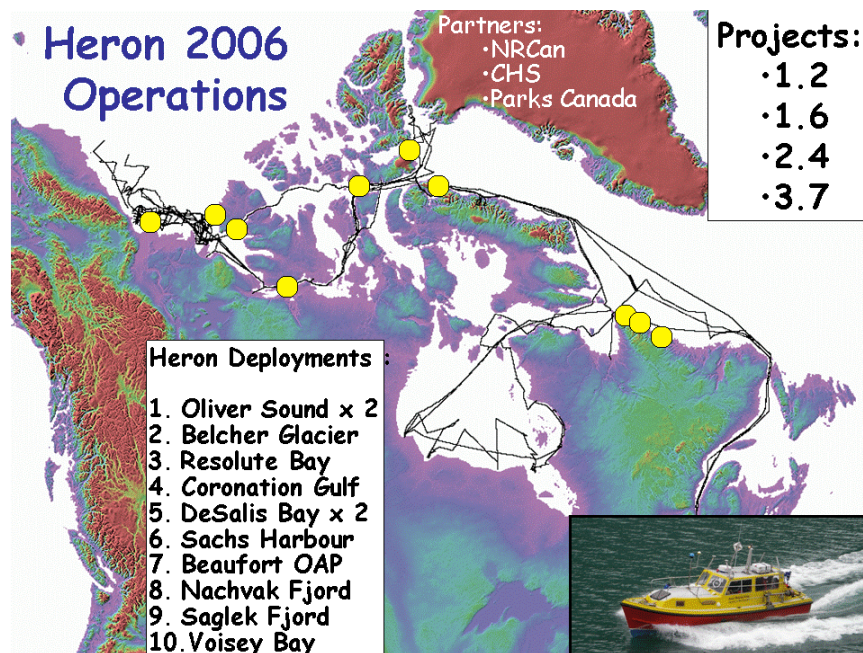 Heron 2006
Operations
Partners:
•NRCan
•CHS
•Parks Canada
Projects:
•1.2
•1.6
•2.4
•3.7
Heron Deployments :
1. Oliver Sound x 2
2. Belcher Glacier
3. Resolute Bay
4. Coronation Gulf
5. DeSalis Bay x 2
6. Sachs Harbour
7. Beaufort OAP
8. Nachvak Fjord
9. Saglek Fjord
10.Voisey Bay